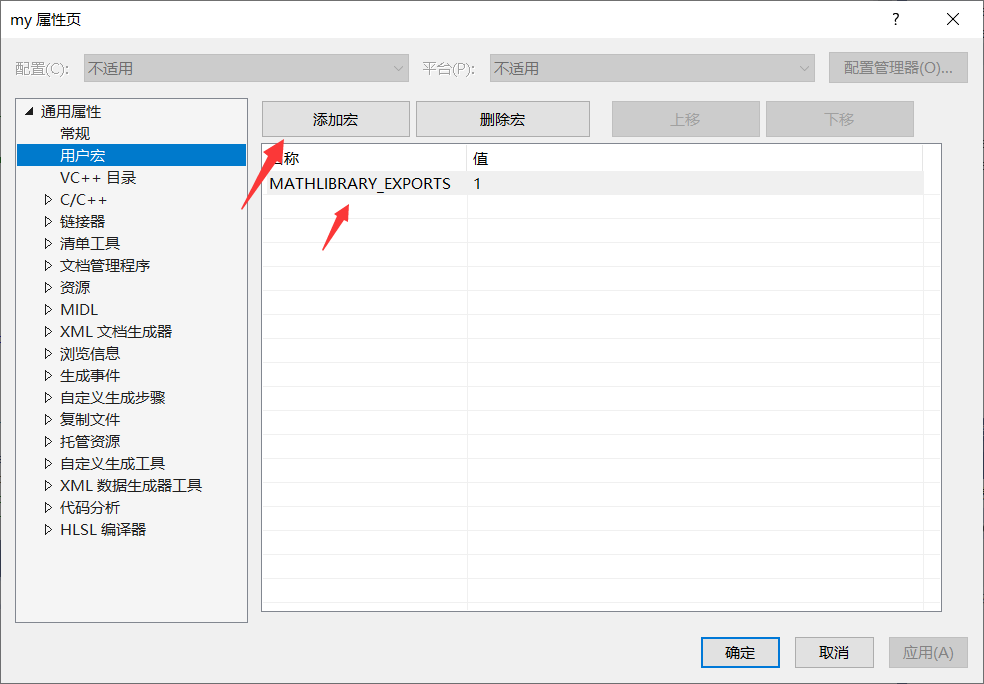 my 属性页
配置(C): 不适用 平台(P): 不适用 配置管理器(O)...
通用属性
常规
用户宏
VC++ 目录
C/C++
链接器
清单工具
文档管理程序
资源
MIDL
XML 文档生成器
浏览信息
生成事件
自定义生成步骤
复制文件
托管资源
自定义生成工具
XML 数据生成器工具
代码分析
HLSL 编译器
添加宏 删除宏 上移 下移
名称 值
MATHLIBRARY_EXPORTS 1
确定 取消 应用(A)